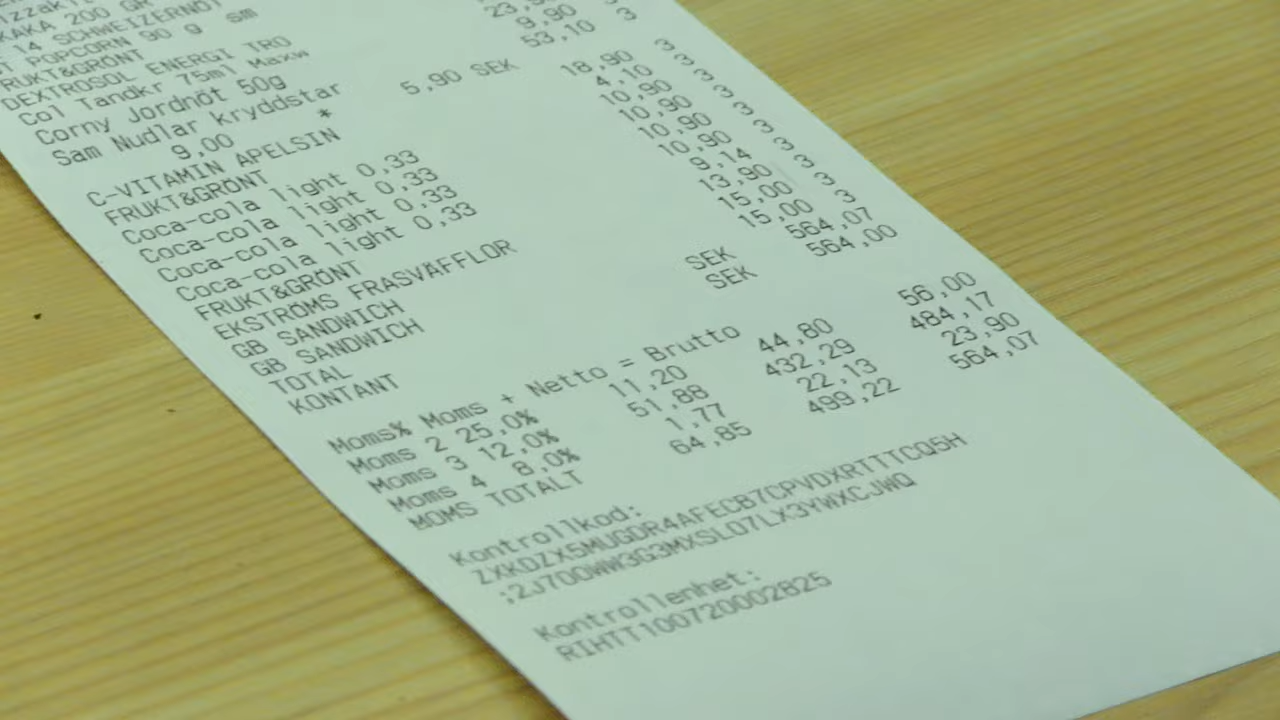 KAKA 200 GR
14 SCHWEIZERNÖT
POPCORN 90 g sm
FRUKT&GRÖNT
DEXTROSOL ENERGI TRO
Col Tandkr 75ml Maxw 23,90
Corny Jordnöt 50g 9,90 3
Sam Nudlar kryddstar
9,00 * 5,90 SEK 53,10 3
C-VITAMIN APELSIN 18,90 3
FRUKT&GRÖNT 4,10 3
Coca-cola light 0,33 10,90 3
Coca-cola light 0,33 10,90 3
Coca-cola light 0,33 10,90 3
Coca-cola light 0,33 10,90 3
FRUKT&GRÖNT 9,14 3
EKSTRÖMS FRASVÄFFLOR 13,90 3
GB SANDWICH 15,00 3
GB SANDWICH 15,00 3
TOTAL SEK 564,07
KONTANT SEK 564,00
Moms% Moms + Netto = Brutto
Moms 2 25,0% 11,20 44,80 56,00
Moms 3 12,0% 51,88 432,29 484,17
Moms 4 8,0% 1,77 22,13 23,90
MOMS TOTALT 64,85 499,22 564,07
Kontrollkod:
ZXKDZX5MUGDR4AFECB7CPVDXRTTTCQ5H
;2J7OOWW3G3MXSLO7LX3YWXCJWQ
Kontrollenhet:
RIHTT100720002825